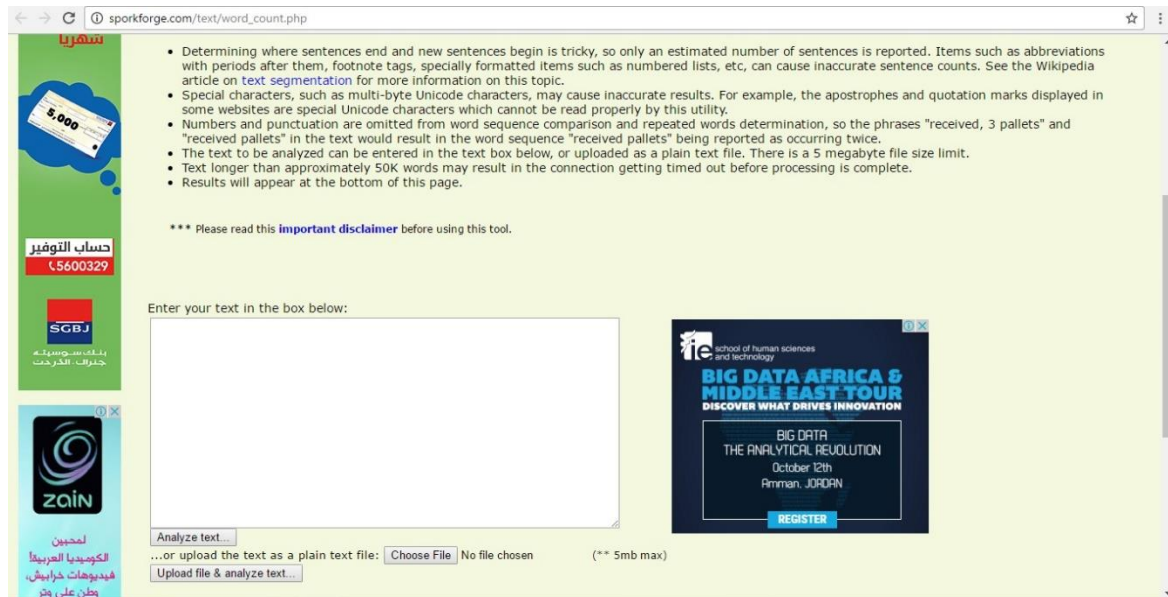 sporkforge.com/text/word_count.php
شهريا
5,000
حساب التوفير
5600329
SGBJ
بنك سوسيته
جنرال - الأردن
zain
لمحبين
الكوميديا العربية!
فيديوهات خرابيش،
وطن على وتر
• Determining where sentences end and new sentences begin is tricky, so only an estimated number of sentences is reported. Items such as abbreviations
with periods after them, footnote tags, specially formatted items such as numbered lists, etc, can cause inaccurate sentence counts. See the Wikipedia
article on text segmentation for more information on this topic.
• Special characters, such as multi-byte Unicode characters, may cause inaccurate results. For example, the apostrophes and quotation marks displayed in
some websites are special Unicode characters which cannot be read properly by this utility.
• Numbers and punctuation are omitted from word sequence comparison and repeated words determination, so the phrases "received, 3 pallets" and
"received pallets" in the text would result in the word sequence "received pallets" being reported as occurring twice.
• The text to be analyzed can be entered in the text box below, or uploaded as a plain text file. There is a 5 megabyte file size limit.
• Text longer than approximately 50K words may result in the connection getting timed out before processing is complete.
• Results will appear at the bottom of this page.
*** Please read this important disclaimer before using this tool.
Enter your text in the box below:
Analyze text...
...or upload the text as a plain text file: Choose File No file chosen (** 5mb max)
Upload file & analyze text...
ie school of human sciences
and technology
BIG DATA AFRICA &
MIDDLE EAST TOUR
DISCOVER WHAT DRIVES INNOVATION
BIG DATA
THE ANALYTICAL REVOLUTION
October 12th
Amman, JORDAN
REGISTER